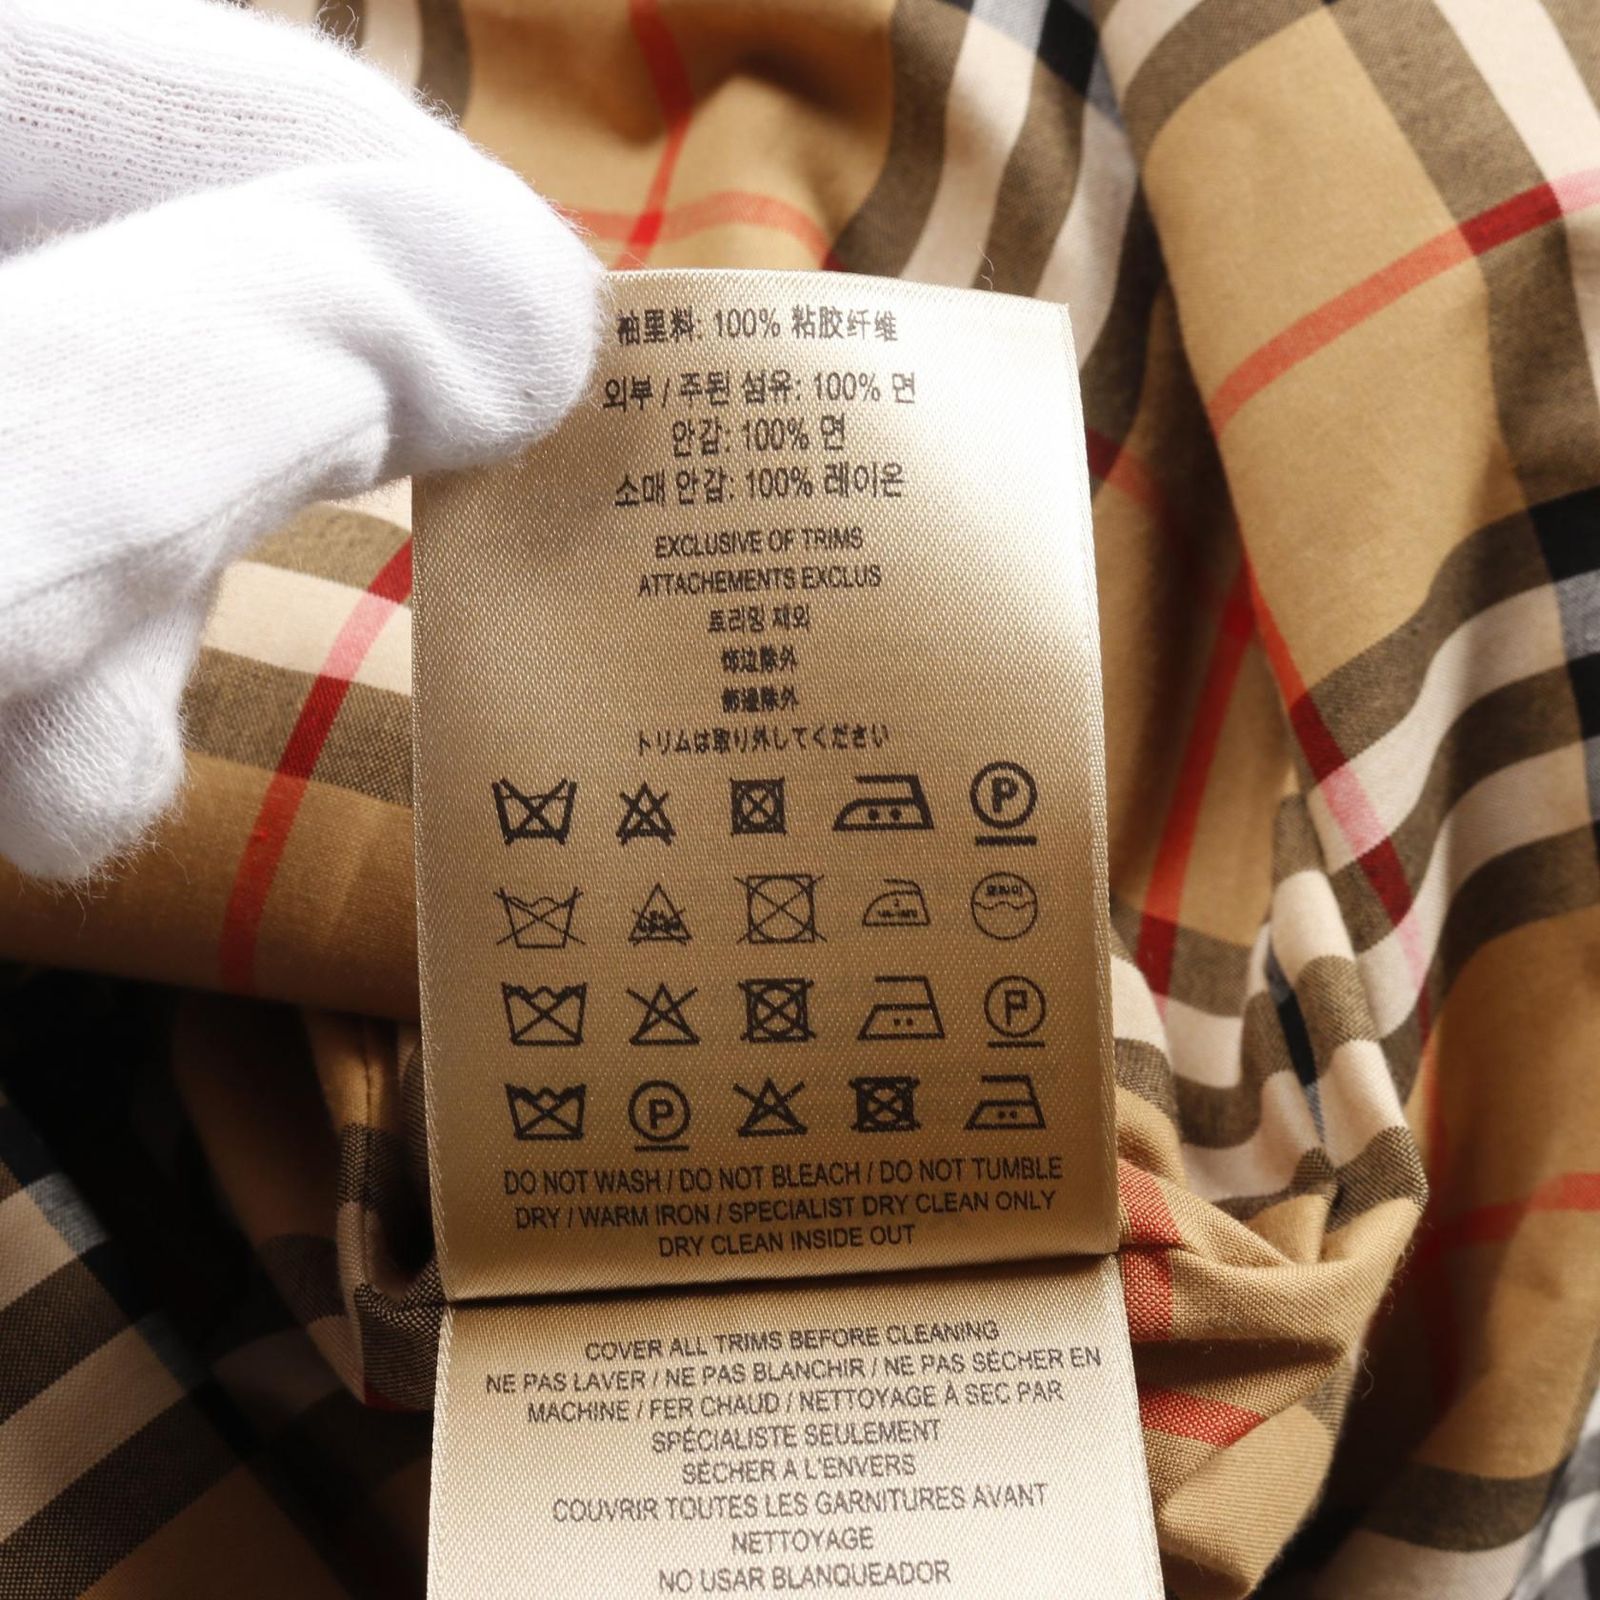 袖里料: 100% 粘胶纤维
외부 / 주된 섬유: 100% 면
안감: 100% 면
소매 안감: 100% 레이온
EXCLUSIVE OF TRIMS
ATTACHEMENTS EXCLUS
트리밍 제외
饰边除外
飾邊除外
トリムは取り外してください
P
P
P
DO NOT WASH / DO NOT BLEACH / DO NOT TUMBLE
DRY / WARM IRON / SPECIALIST DRY CLEAN ONLY
DRY CLEAN INSIDE OUT
COVER ALL TRIMS BEFORE CLEANING
NE PAS LAVER / NE PAS BLANCHIR / NE PAS SÉCHER EN
MACHINE / FER CHAUD / NETTOYAGE À SEC PAR
SPÉCIALISTE SEULEMENT
SÉCHER A L'ENVERS
COUVRIR TOUTES LES GARNITURES AVANT
NETTOYAGE
NO USAR BLANQUEADOR